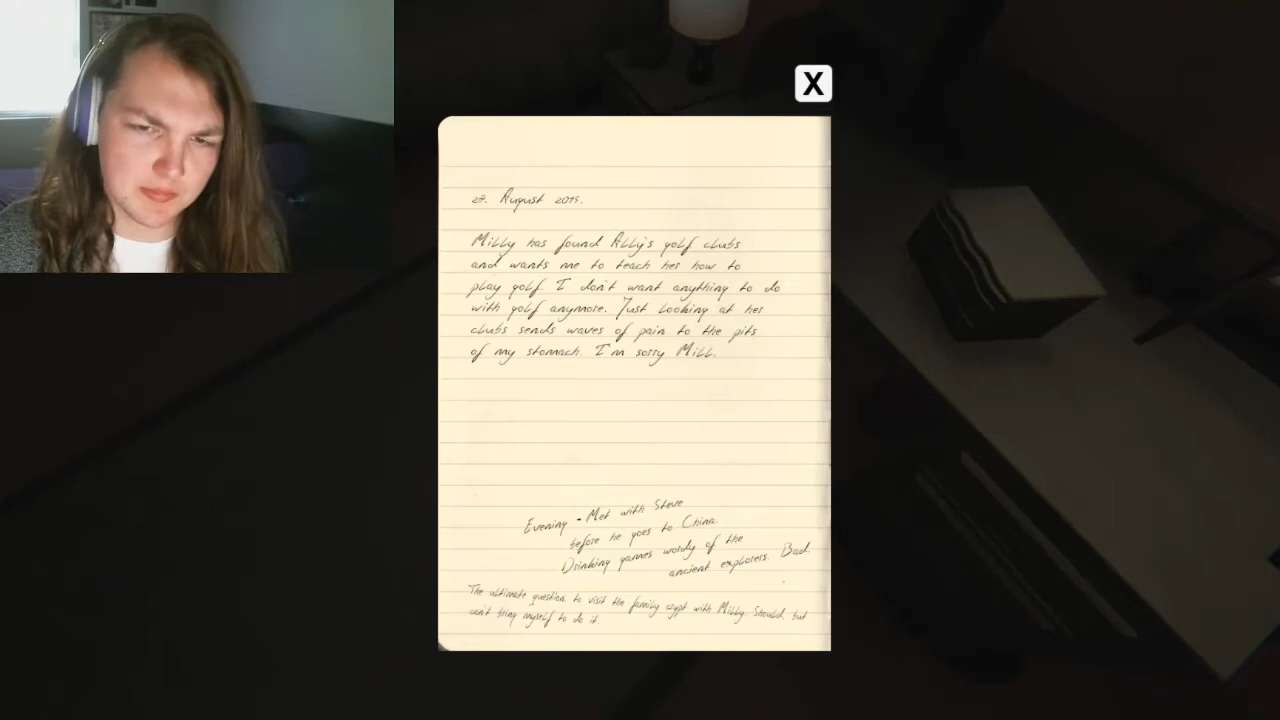 X
27. August 2015.
Milly has found Ally's golf clubs
and wants me to teach her how to
play golf. I don't want anything to do
with golf anymore. Just looking at her
clubs sends waves of pain to the pits
of my stomach. I'm sorry Mill.
Evening - Met with Steve
before he goes to China
Drinking games wordy of the
ancient explorers. Bad.
The ultimate question to visit the family crypt with Milly. Should, but
can't bring myself to do it.